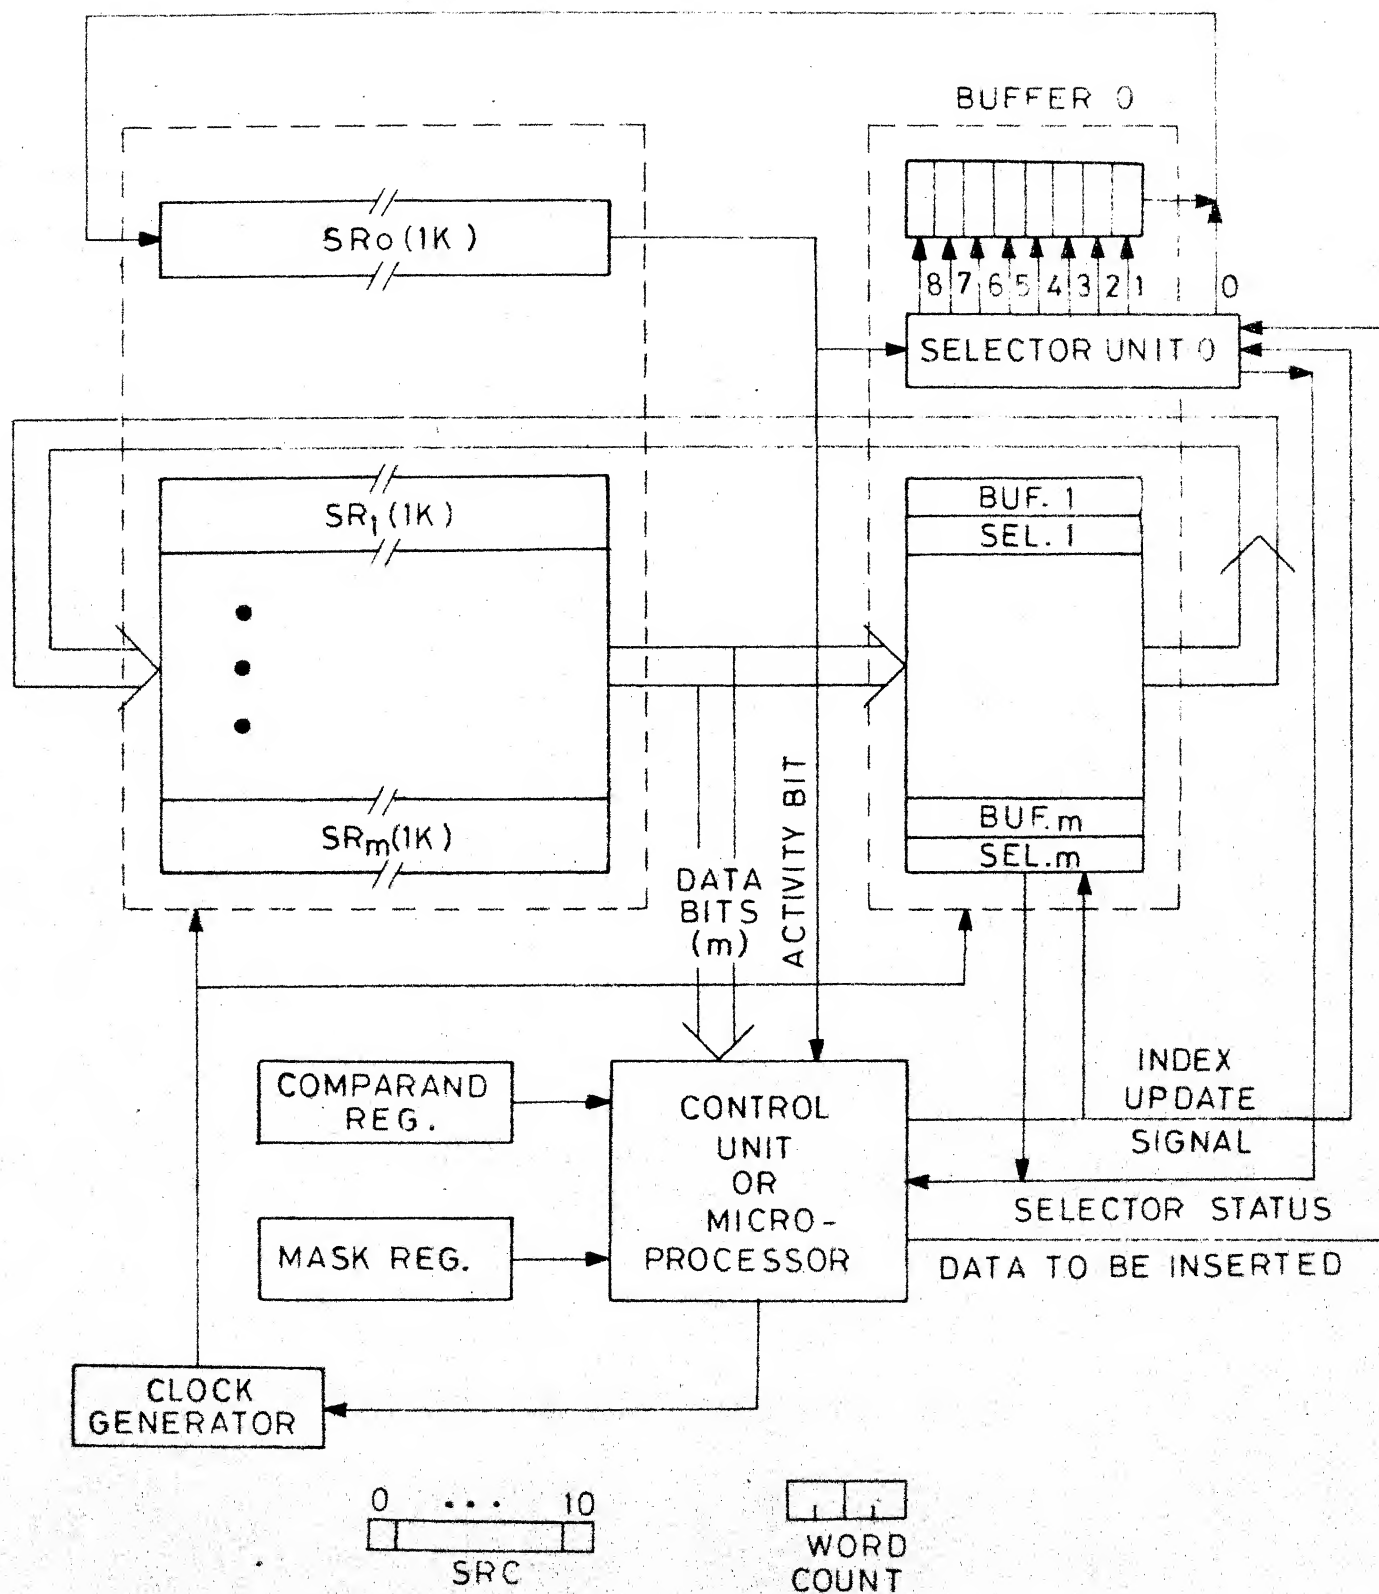 BUFFER 0
SRo(1K)
8 7 6 5 4 3 2 1 0
SELECTOR UNIT 0
SR1(1K)
BUF. 1
SEL. 1
SRm(1K)
BUF. m
SEL. m
DATA
BITS
(m)
ACTIVITY BIT
COMPARAND
REG.
CONTROL
UNIT
OR
MICRO-
PROCESSOR
INDEX
UPDATE
SIGNAL
SELECTOR STATUS
MASK REG.
DATA TO BE INSERTED
CLOCK
GENERATOR
0 ... 10
SRC
WORD
COUNT